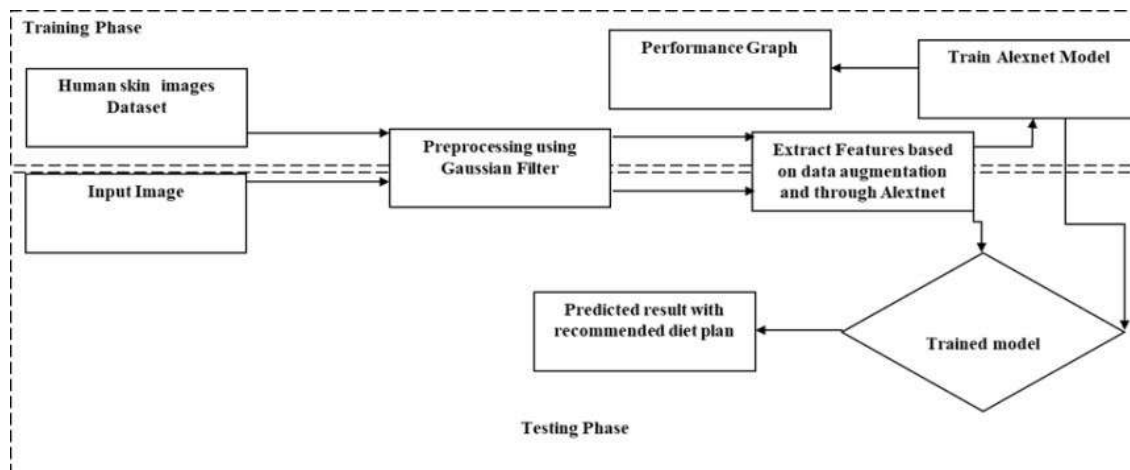 Training Phase
Performance Graph
Train Alexnet Model
Human skin images
Dataset
Preprocessing using
Gaussian Filter
Extract Features based
on data augmentation
and through Alextnet
Input Image
Predicted result with
recommended diet plan
Trained model
Testing Phase